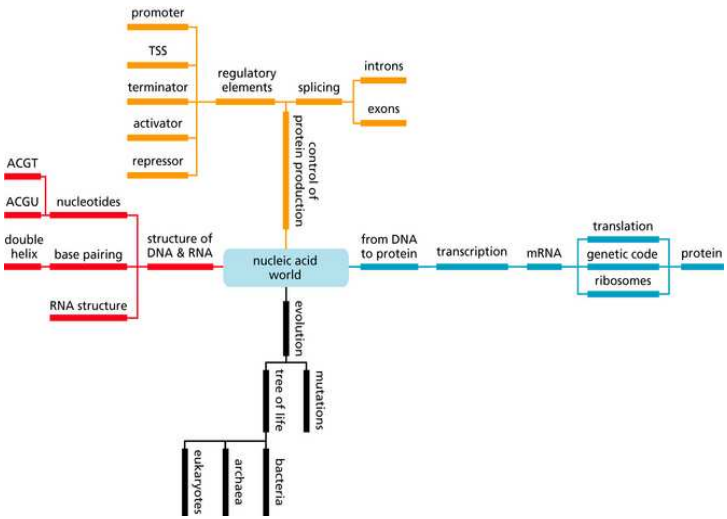 promoter
TSS
terminator
activator
repressor
regulatory
elements
splicing
introns
exons
control of
protein production
ACGT
ACGU
nucleotides
double
helix
base pairing
RNA structure
structure of
DNA & RNA
nucleic acid
world
from DNA
to protein
transcription
mRNA
translation
genetic code
ribosomes
protein
evolution
tree of life
mutations
eukaryotes
archaea
bacteria